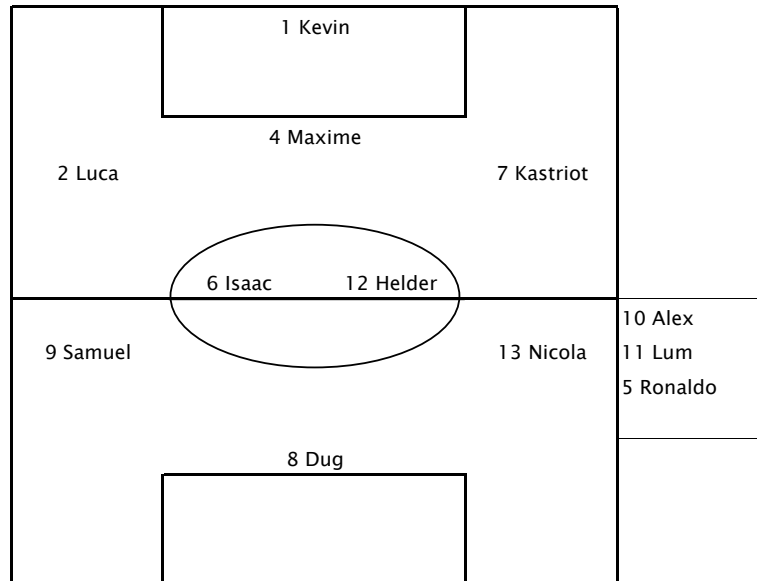 1 Kevin
4 Maxime
2 Luca
7 Kastriot
6 Isaac
12 Helder
10 Alex
9 Samuel
13 Nicola
11 Lum
5 Ronaldo
8 Dug